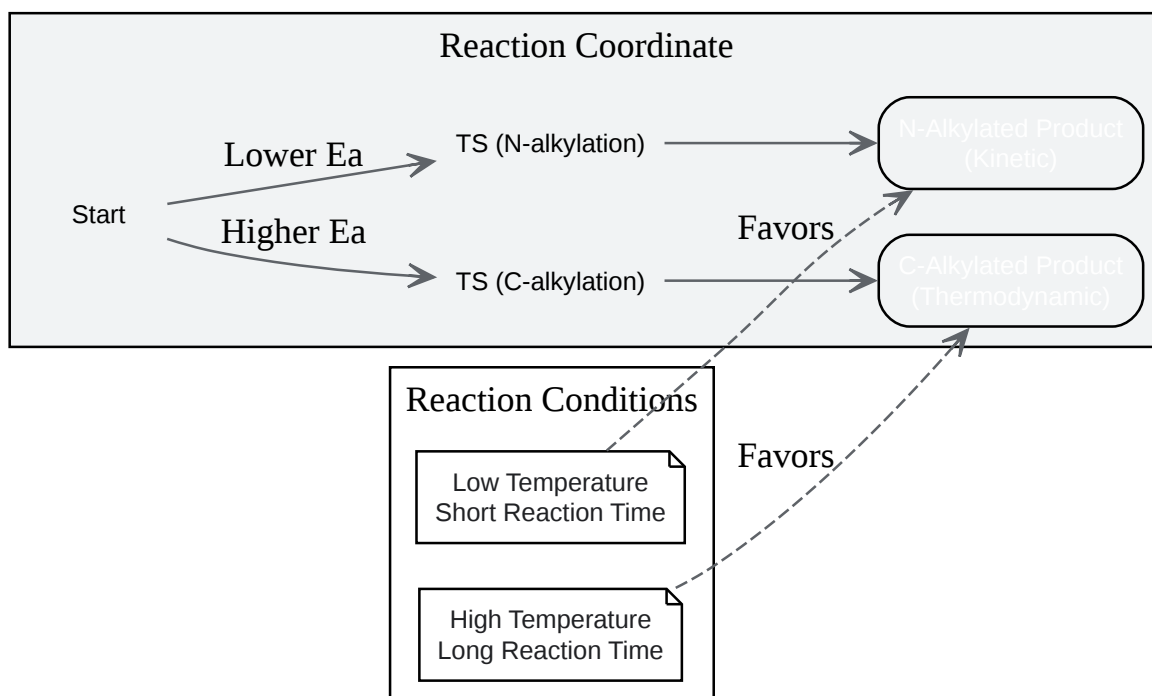 Reaction Coordinate
Lower Ea
TS (N-alkylation)
N-Alkylated Product
(Kinetic)
Start
Higher Ea
TS (C-alkylation)
Favors
C-Alkylated Product
(Thermodynamic)
Reaction Conditions
Low Temperature
Short Reaction Time
Favors
High Temperature
Long Reaction Time